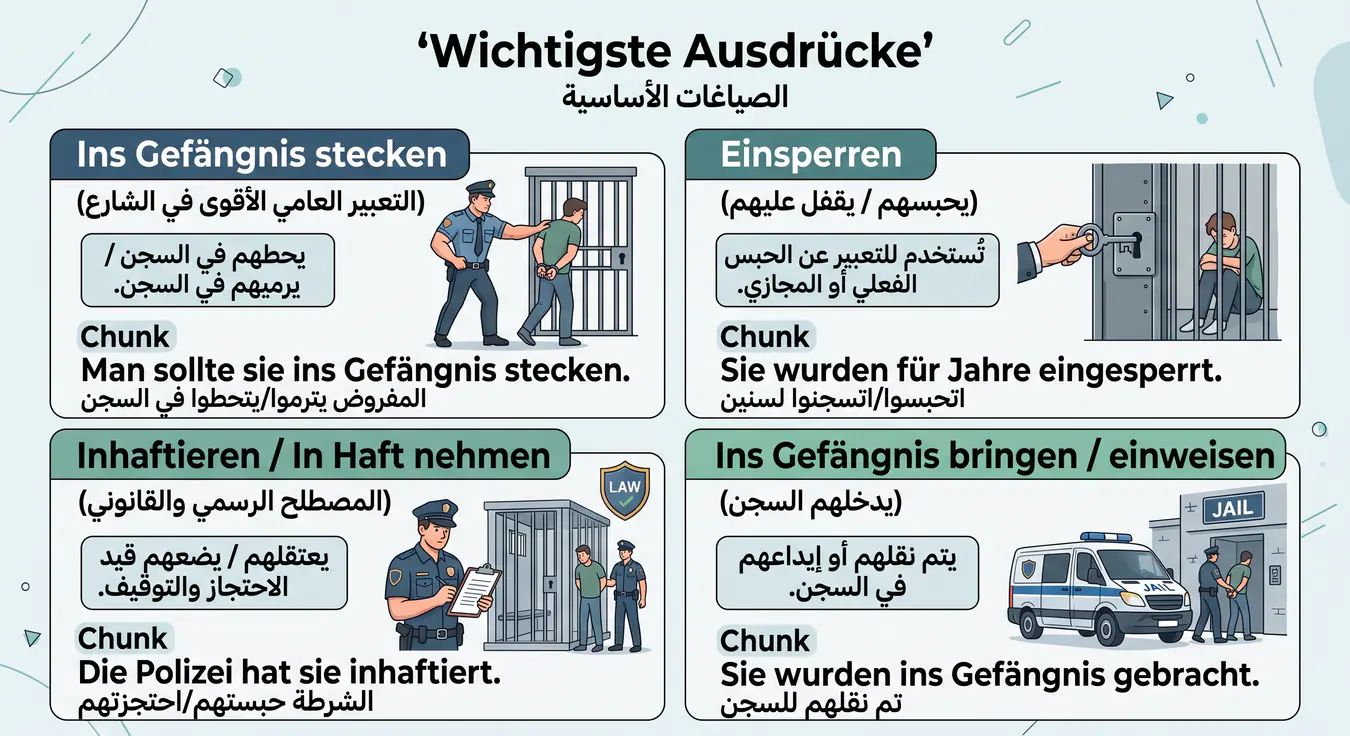 ‘Wichtigste Ausdrücke’
الصياغات الأساسية
Ins Gefängnis stecken
(التعبير العامي الأقوى في الشارع)
يحطهم في السجن /
يرميهم في السجن.
Chunk
Man sollte sie ins Gefängnis stecken.
المفروض يترموا/يتحطوا في السجن
Einsperren
(يحبسهم / يقفل عليهم)
تُستخدم للتعبير عن الحبس
الفعلي أو المجازي.
Chunk
Sie wurden für Jahre eingesperrt.
اتحبسوا/اتسجنوا لسنين
Inhaftieren / In Haft nehmen
(المصطلح الرسمي والقانوني)
LAW
يعتقلهم / يضعهم قيد
الاحتجاز والتوقيف.
Chunk
Die Polizei hat sie inhaftiert.
الشرطة حبستهم/احتجزتهم
Ins Gefängnis bringen / einweisen
(يدخلهم السجن)
JAIL
يتم نقلهم أو إيداعهم
في السجن.
JAIL
Chunk
Sie wurden ins Gefängnis gebracht.
تم نقلهم للسجن